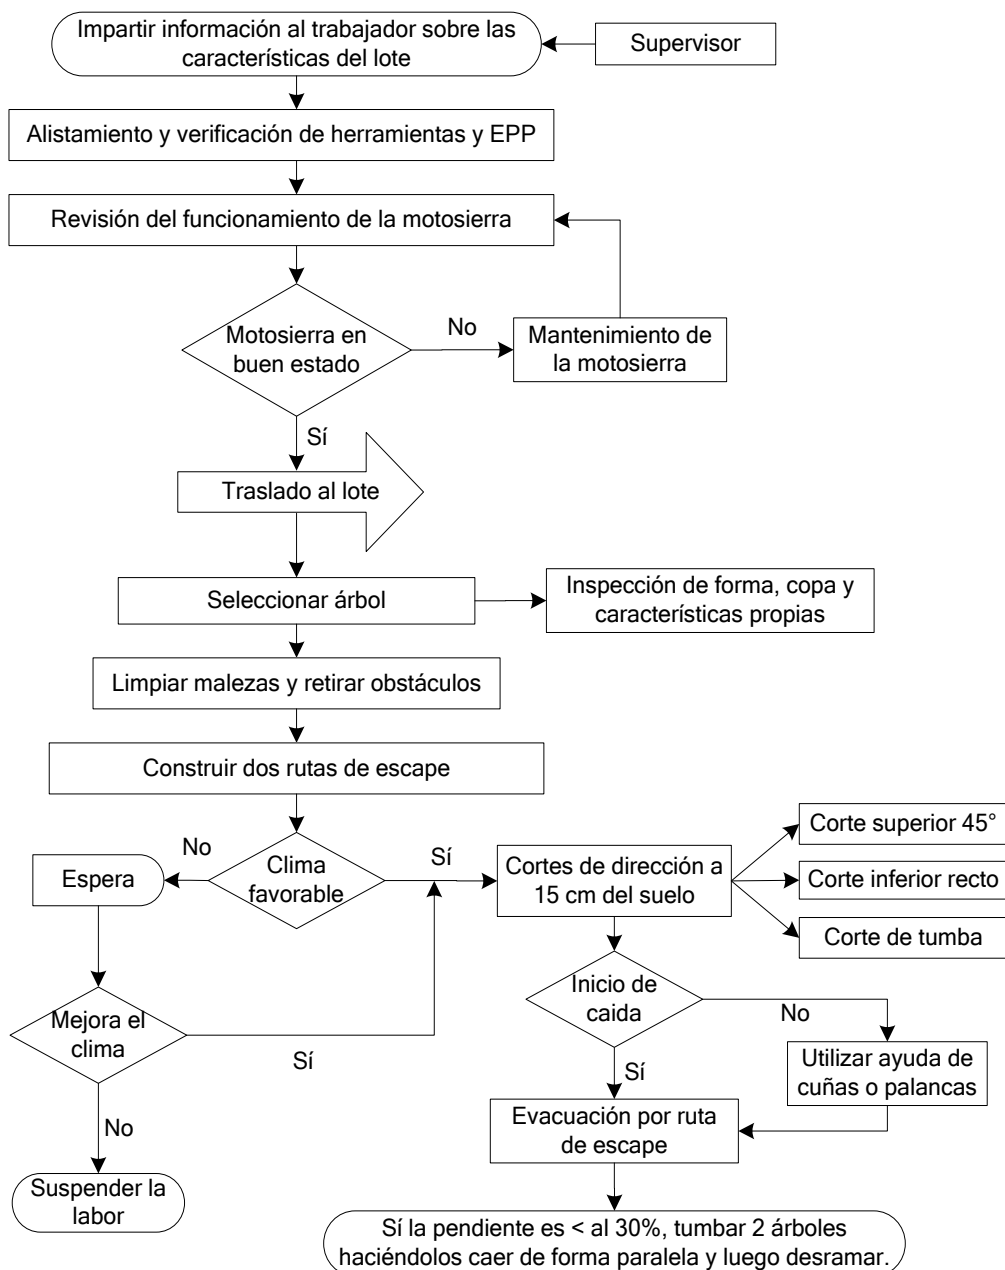 Impartir información al trabajador sobre las
características del lote
Supervisor
Alistamiento y verificación de herramientas y EPP
Revisión del funcionamiento de la motosierra
Motosierra en
buen estado
No
Mantenimiento de
la motosierra
Sí
Traslado al lote
Seleccionar árbol
Inspección de forma, copa y
características propias
Limpiar malezas y retirar obstáculos
Construir dos rutas de escape
Clima
favorable
No
Sí
Espera
Cortes de dirección a
15 cm del suelo
Corte superior 45°
Corte inferior recto
Corte de tumba
Mejora el
clima
Sí
No
Suspender la
labor
Inicio de
caida
No
Sí
Utilizar ayuda de
cuñas o palancas
Evacuación por ruta
de escape
Sí la pendiente es < al 30%, tumbar 2 árboles
haciéndolos caer de forma paralela y luego desramar.